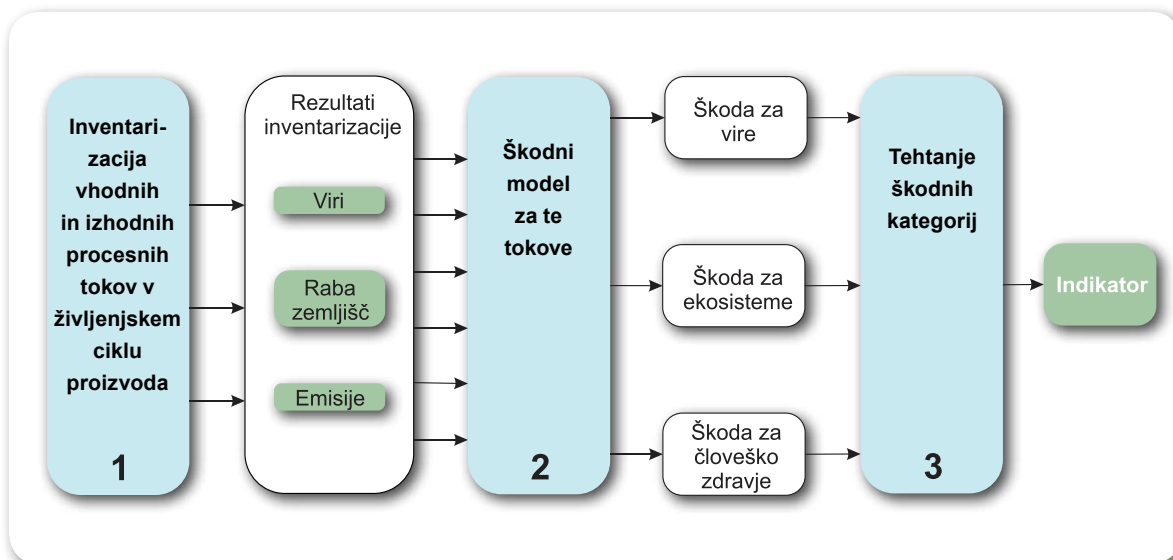 Inventari-
zacija
vhodnih
in izhodnih
procesnih
tokov v
življenjskem
ciklu
proizvoda
1
Rezultati
inventarizacije
Viri
Raba
zemljišč
Emisije
Škodni
model
za te
tokove
2
Škoda za
vire
Škoda za
ekosisteme
Škoda za
človeško
zdravje
Tehtanje
škodnih
kategorij
3
Indikator